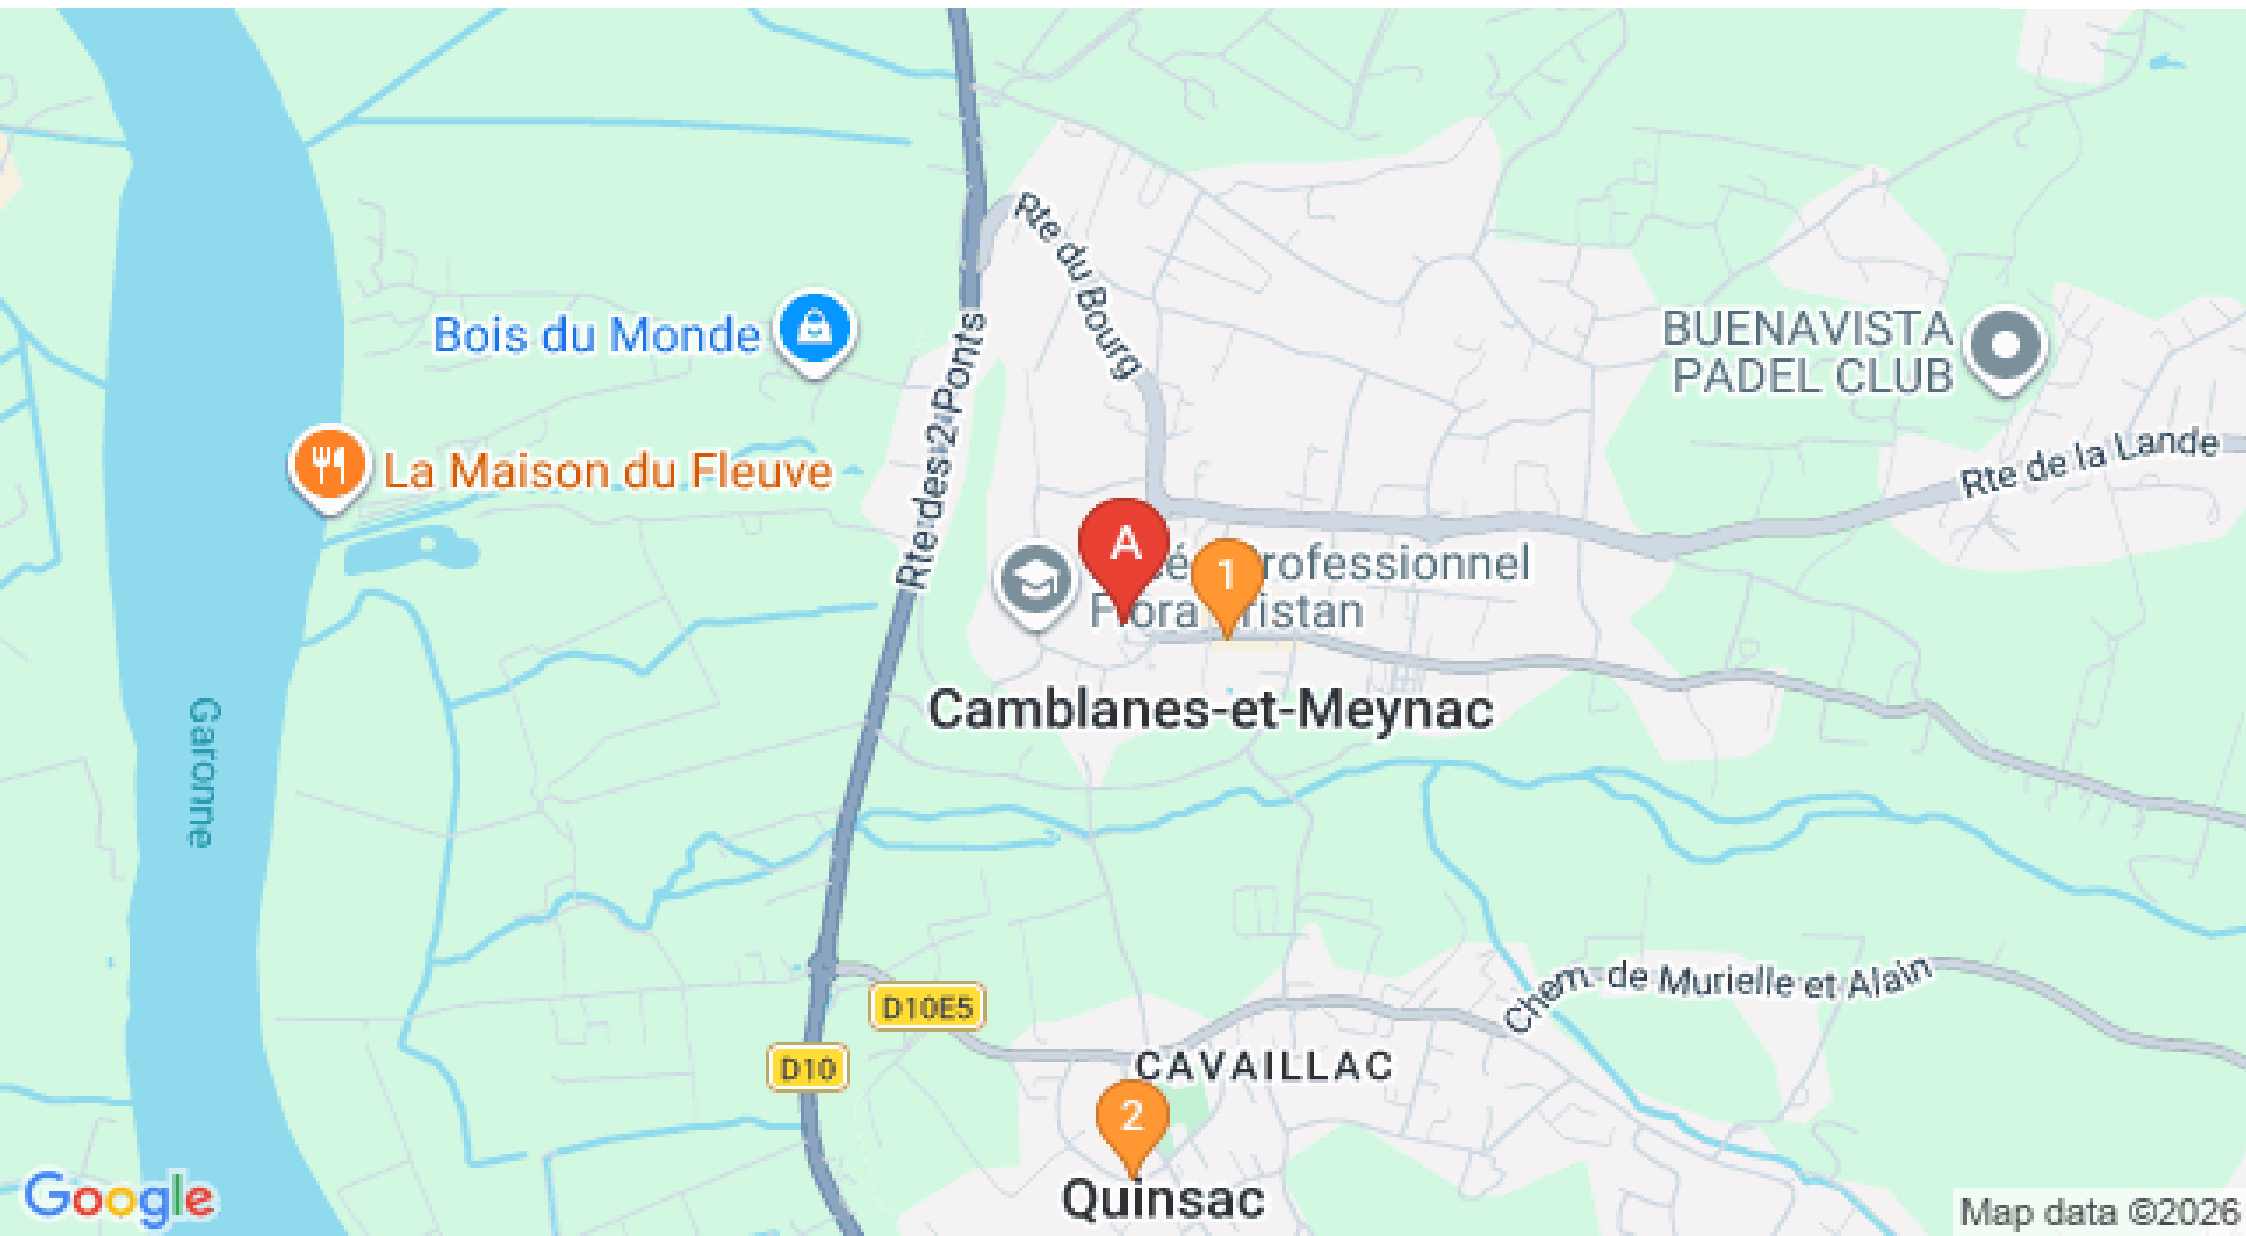 Rte du Bourg
Bois du Monde
Rte des 2 Ponts
BUENAVISTA
PADEL CLUB
La Maison du Fleuve
Rte de la Lande
A
1
Camblanes-et-Meynac
Garonne
Chem. de Murielle et Alain
D10E5
D10
CAVAILLAC
2
Quinsac
Google
Map data ©2026